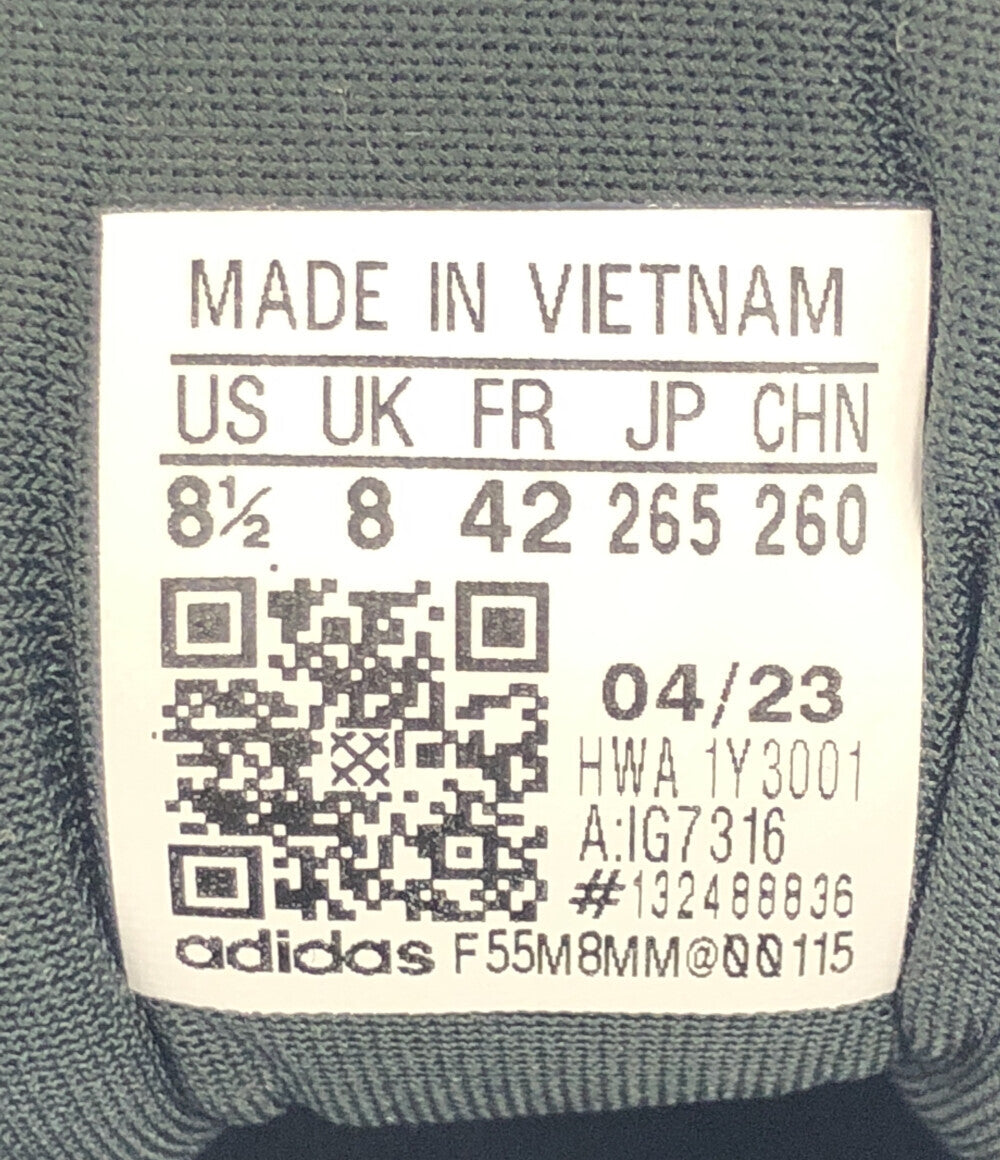 MADE IN VIETNAM
US UK FR JP CHN
8½ 8 42 265 260
04/23
HWA 1Y3001
A:IG7316
#132488836
adidas F55M8MM@00115